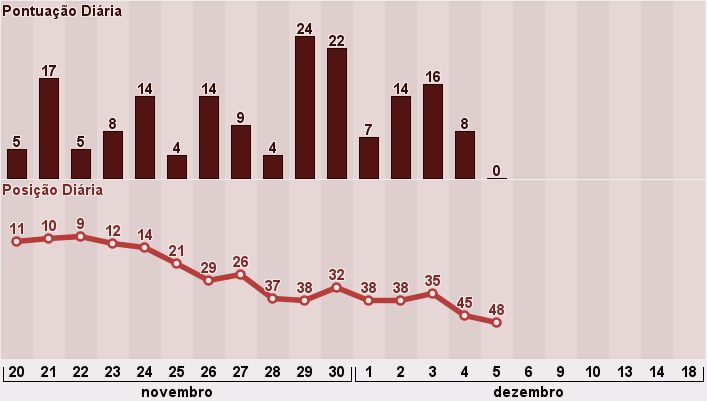 Pontuação Diária
5 17 5 8 14 4 14 9 4 24 22 7 14 16 8 0
Posição Diária
11 10 9 12 14 21 29 26 37 38 32 38 38 35 45 48
20 21 22 23 24 25 26 27 28 29 30 1 2 3 4 5 6 9 10 13 14 18
novembro dezembro